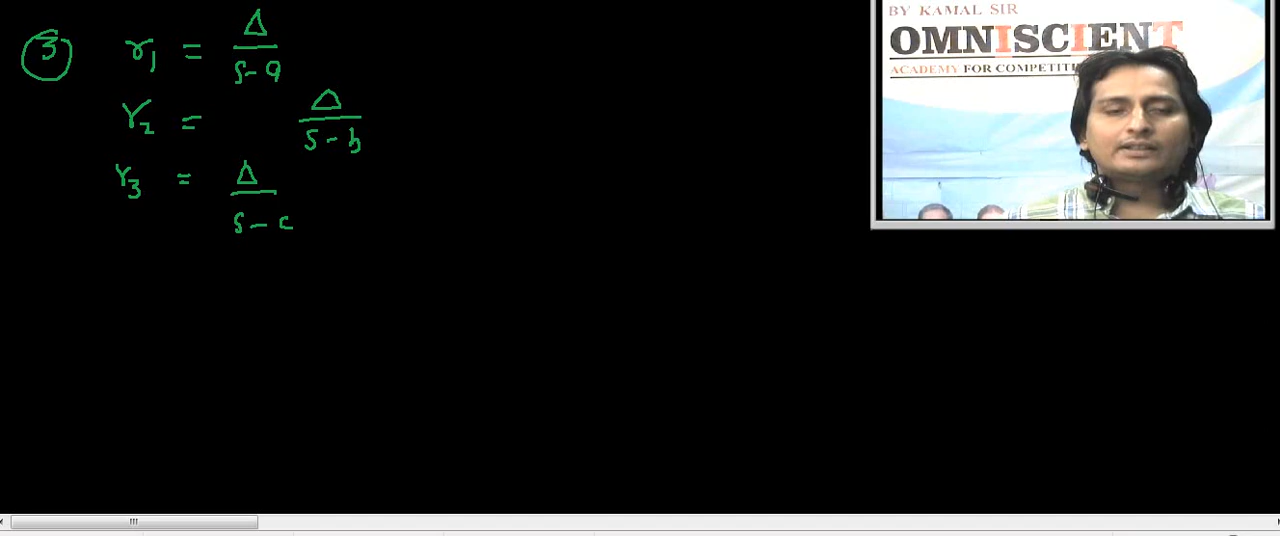 BY KAMAL SIR
OMNISCIENT
ACADEMY FOR COMPETITI
③ r₁ = Δ/(s-a)
r₂ = Δ/(s-b)
r₃ = Δ/(s-c)